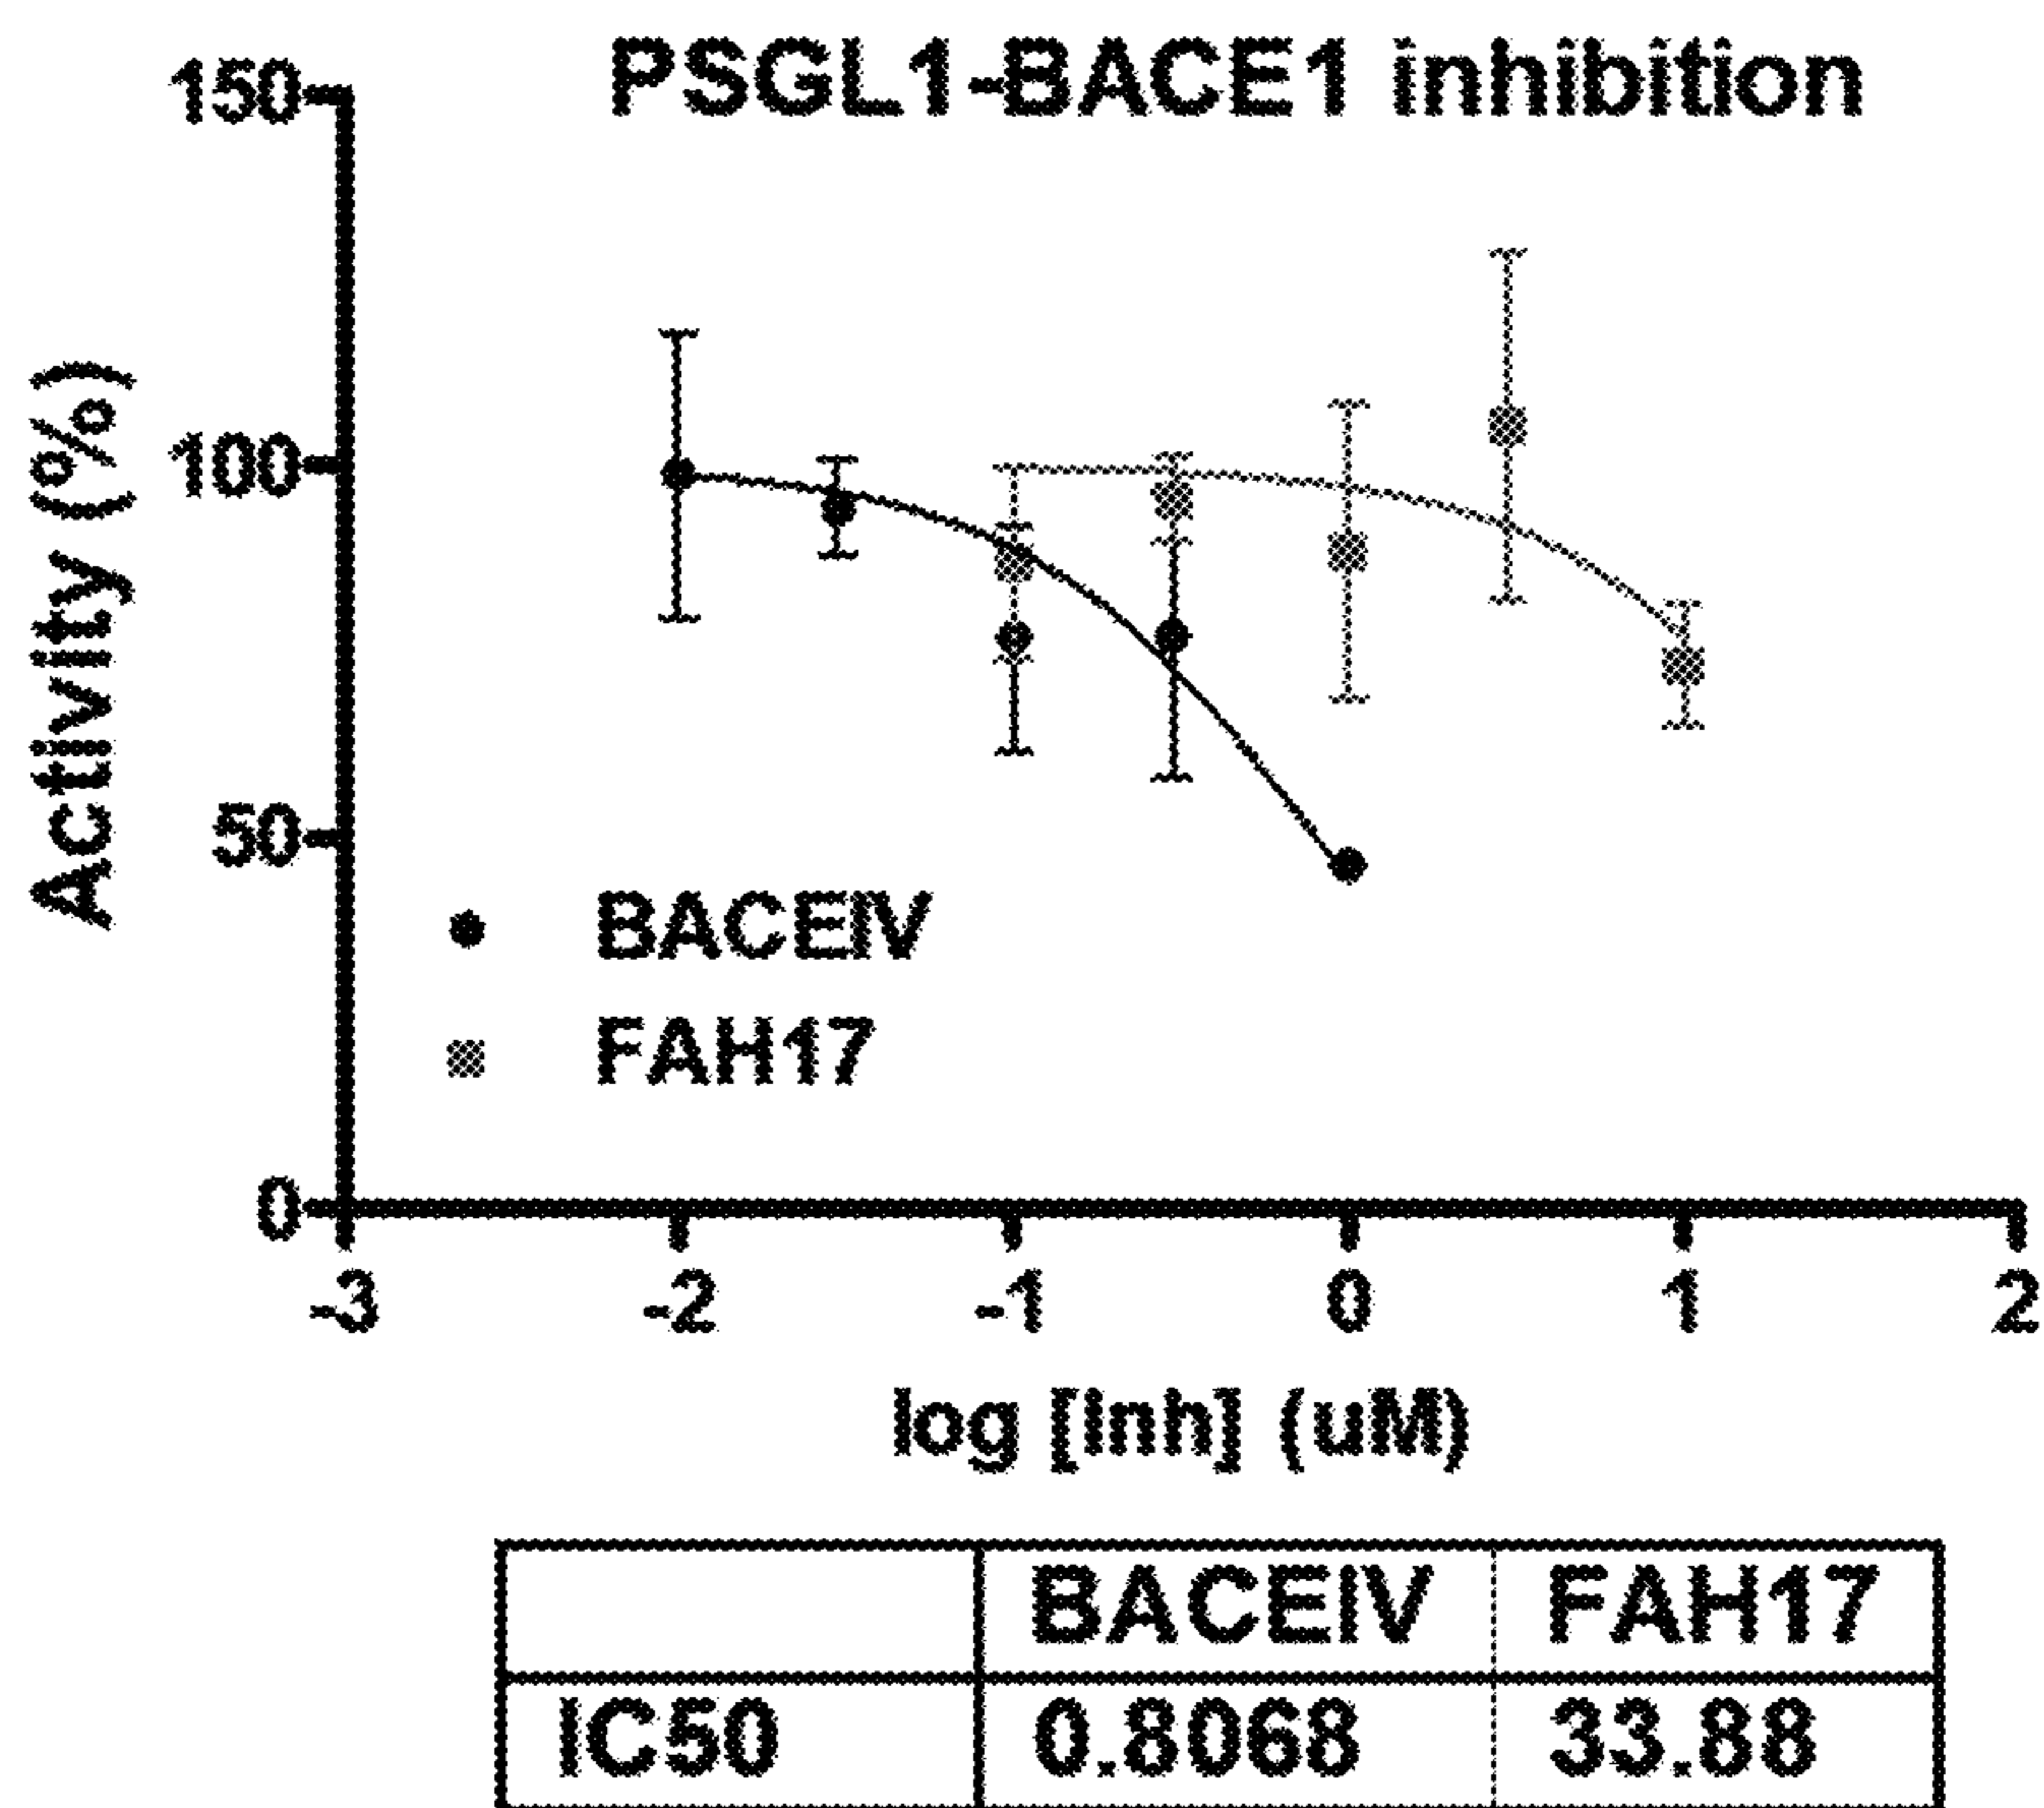 PSGL1-BACE1 inhibition
150
100
50
0
Activity (%)
BACEIV
FAH17
-3 -2 -1 0 1 2
log [Inh] (uM)
BACEIV FAH17
IC50 0.8068 33.88